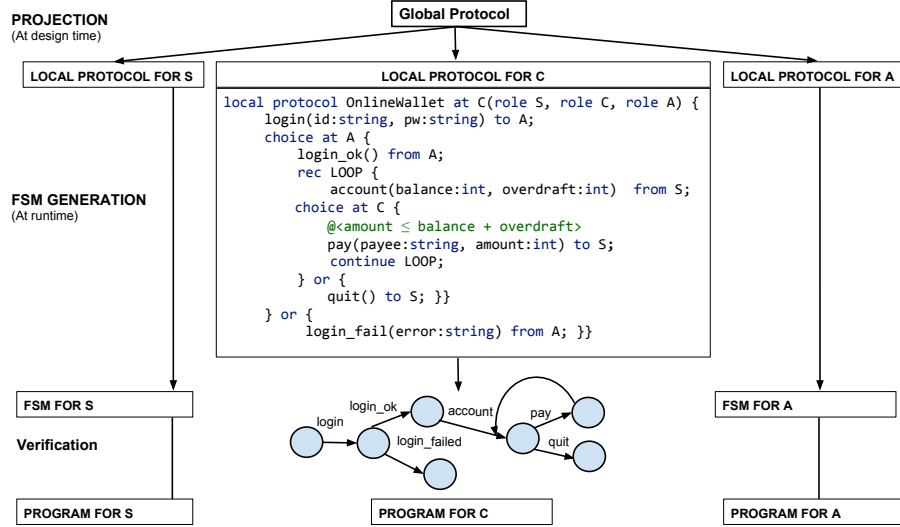 PROJECTION
(At design time)
Global Protocol
LOCAL PROTOCOL FOR S
LOCAL PROTOCOL FOR C
LOCAL PROTOCOL FOR A
local protocol OnlineWallet at C(role S, role C, role A) {
login(id:string, pw:string) to A;
choice at A {
login_ok() from A;
rec LOOP {
account(balance:int, overdraft:int) from S;
choice at C {
@<amount ≤ balance + overdraft>
pay(payee:string, amount:int) to S;
continue LOOP;
} or {
quit() to S; }}
} or {
login_fail(error:string) from A; }}
FSM GENERATION
(At runtime)
FSM FOR S
FSM FOR A
login
login_ok
login_failed
account
pay
quit
Verification
PROGRAM FOR S
PROGRAM FOR C
PROGRAM FOR A